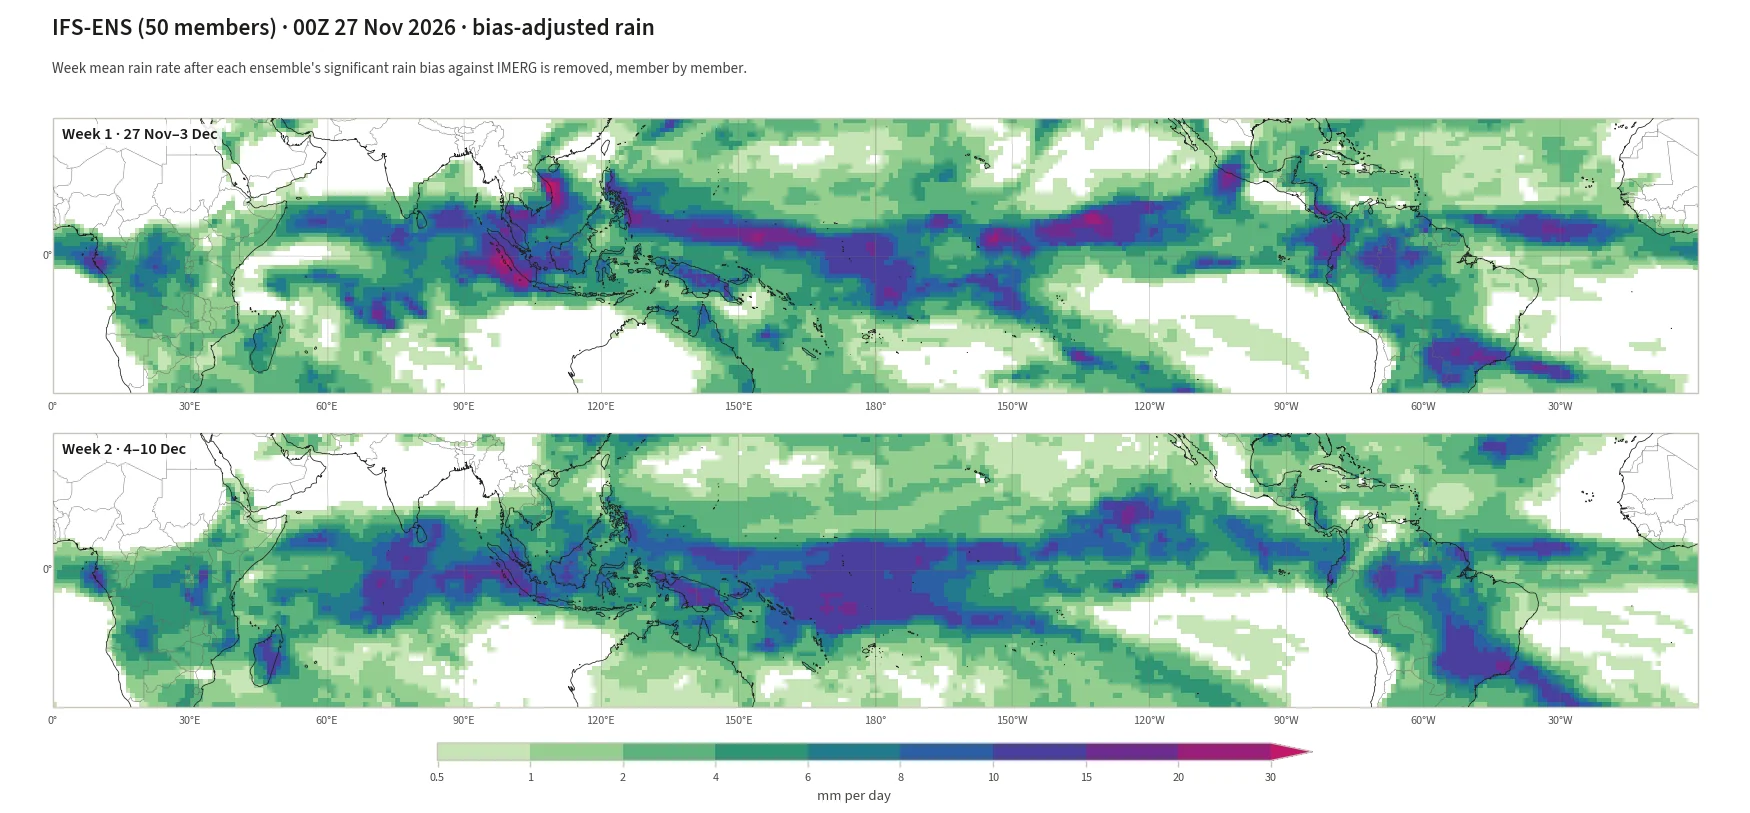 IFS-ENS (50 members) · 00Z 27 Nov 2026 · bias-adjusted rain
Week mean rain rate after each ensemble's significant rain bias against IMERG is removed, member by member.
Week 1 · 27 Nov–3 Dec
0°
0° 30°E 60°E 90°E 120°E 150°E 180° 150°W 120°W 90°W 60°W 30°W
Week 2 · 4–10 Dec
0°
0° 30°E 60°E 90°E 120°E 150°E 180° 150°W 120°W 90°W 60°W 30°W
0.5 1 2 4 6 8 10 15 20 30
mm per day